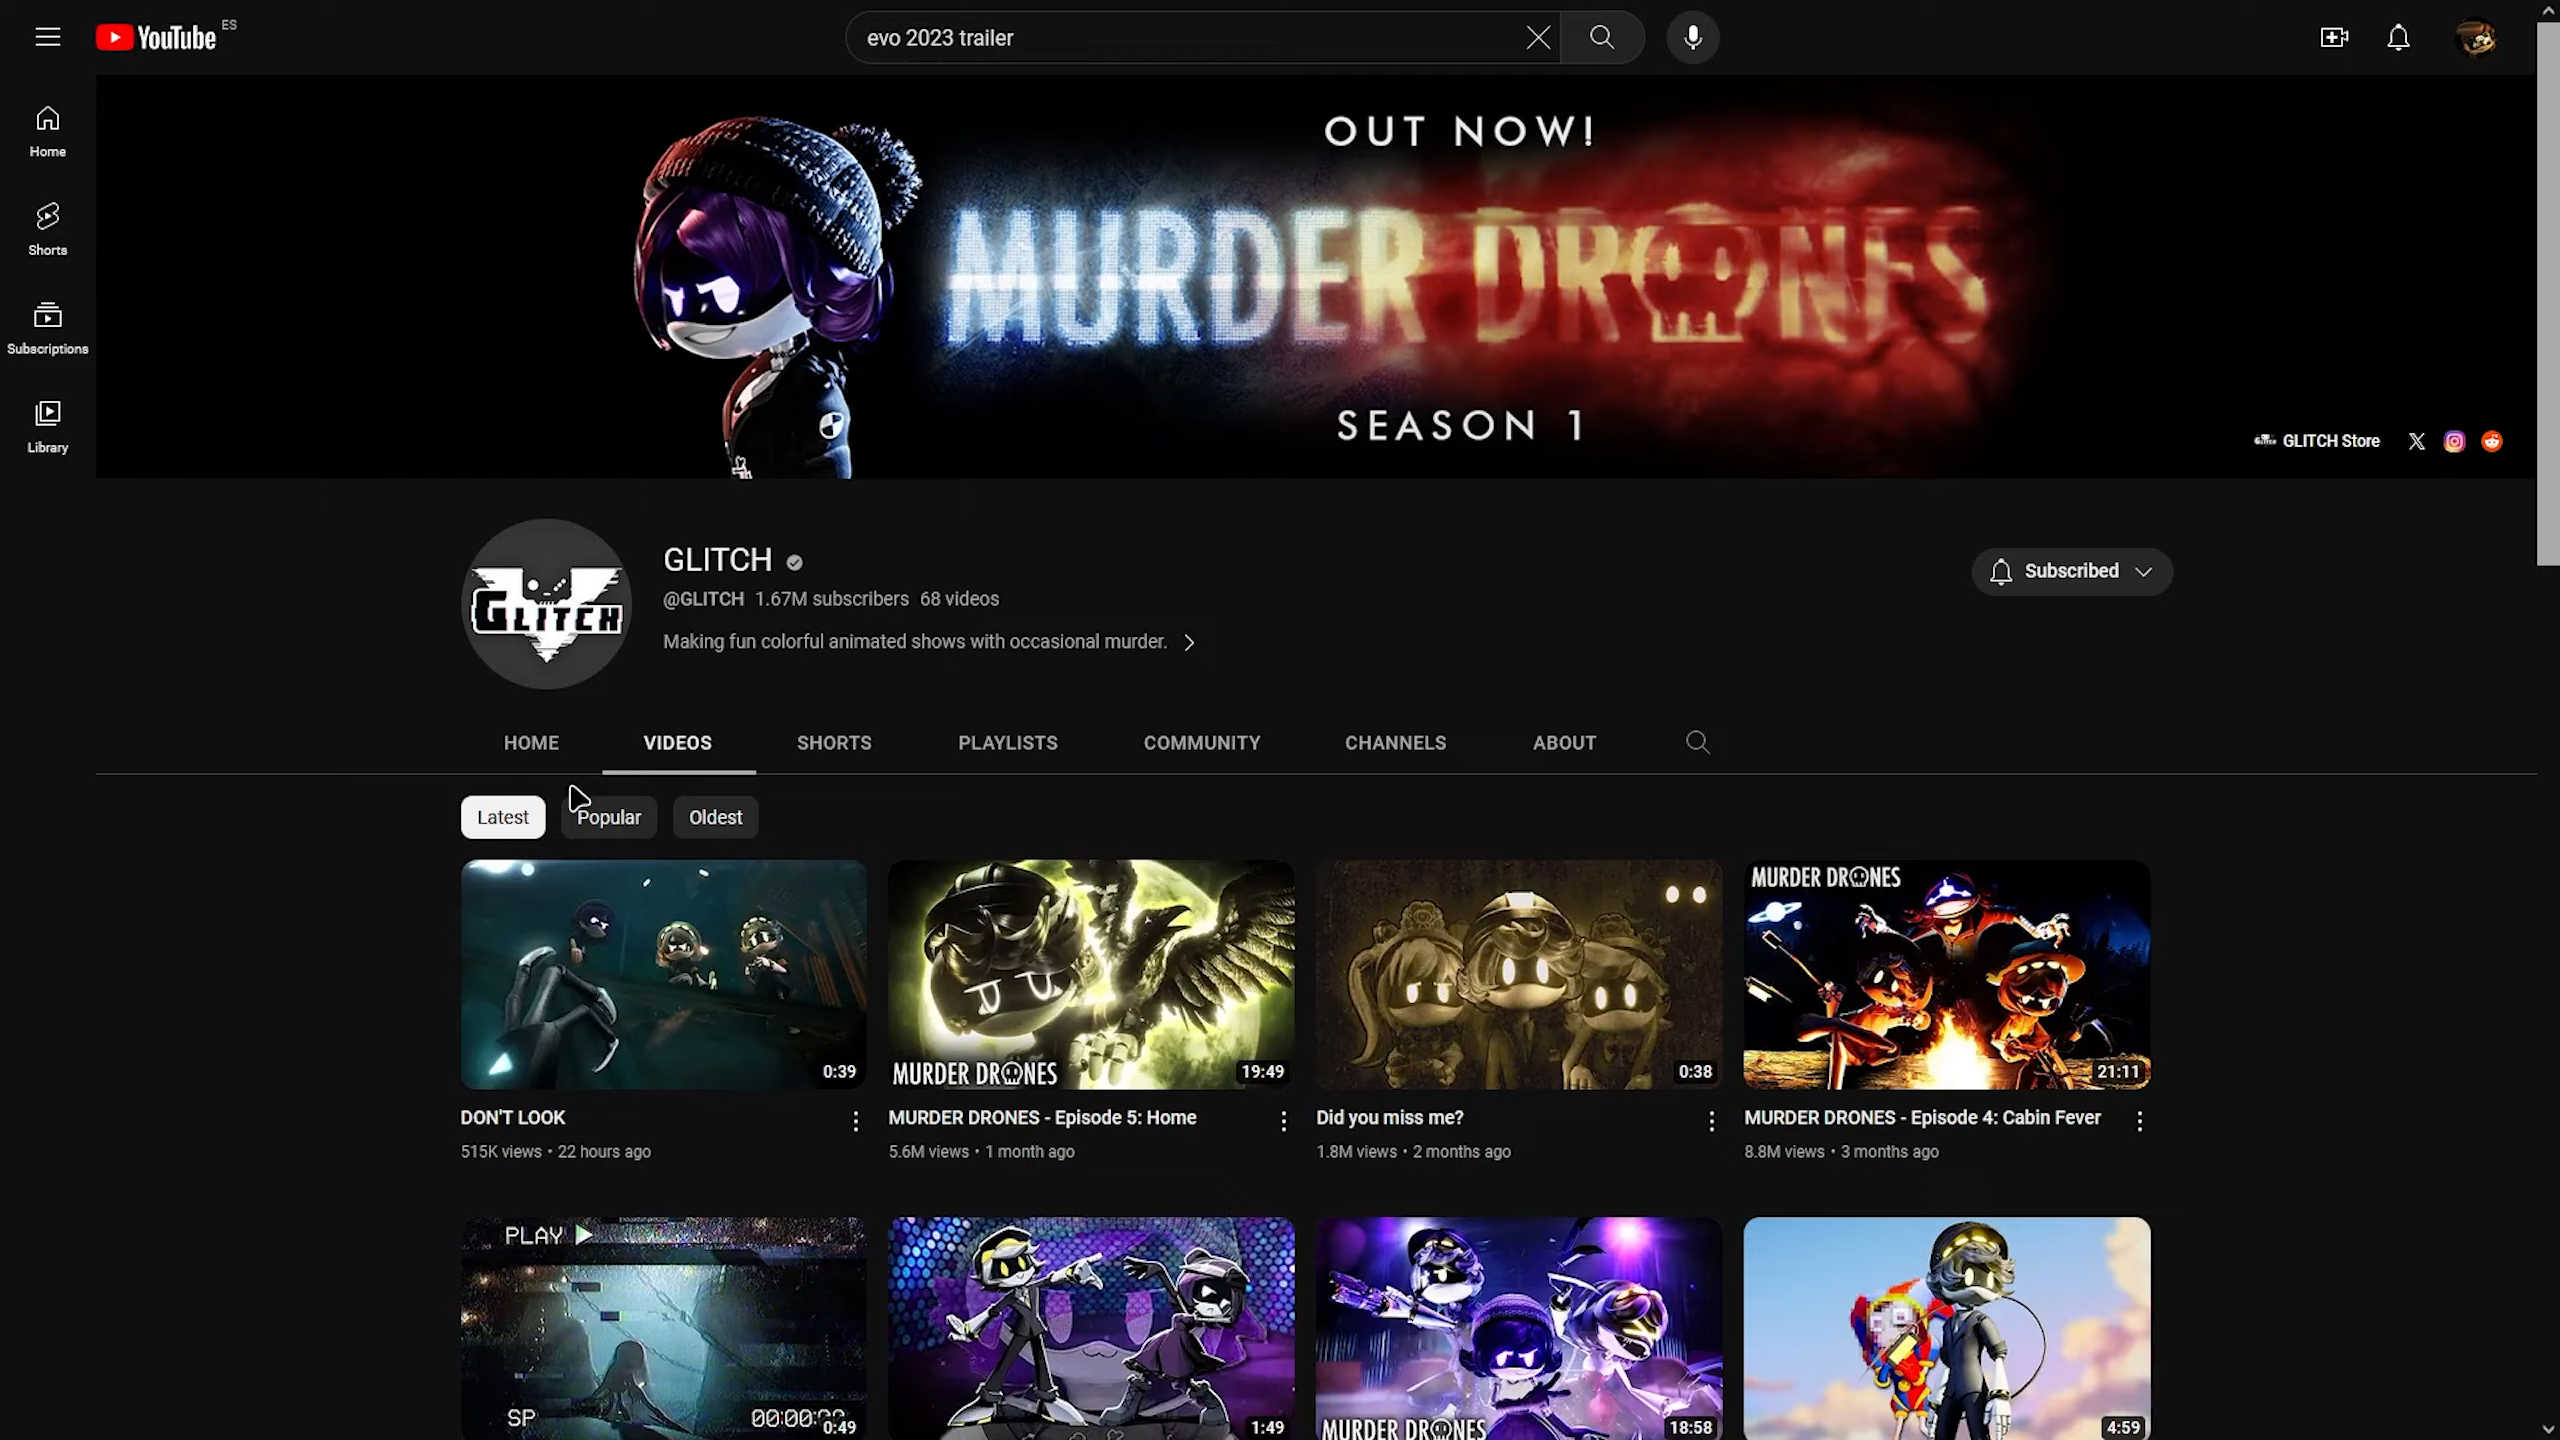 YouTube ES
evo 2023 trailer
Home
Shorts
Subscriptions
Library
OUT NOW!
MURDER DRONES
SEASON 1
GLITCH GLITCH Store
GLITCH
GLITCH
@GLITCH 1.67M subscribers 68 videos
Making fun colorful animated shows with occasional murder.
Subscribed
HOME VIDEOS SHORTS PLAYLISTS COMMUNITY CHANNELS ABOUT
Latest Popular Oldest
0:39
MURDER DRONES
19:49
0:38
MURDER DRONES
21:11
DON'T LOOK
515K views • 22 hours ago
MURDER DRONES - Episode 5: Home
5.6M views • 1 month ago
Did you miss me?
1.8M views • 2 months ago
MURDER DRONES - Episode 4: Cabin Fever
8.8M views • 3 months ago
PLAY
SP
0:49
1:49
MURDER DRONES
18:58
4:59